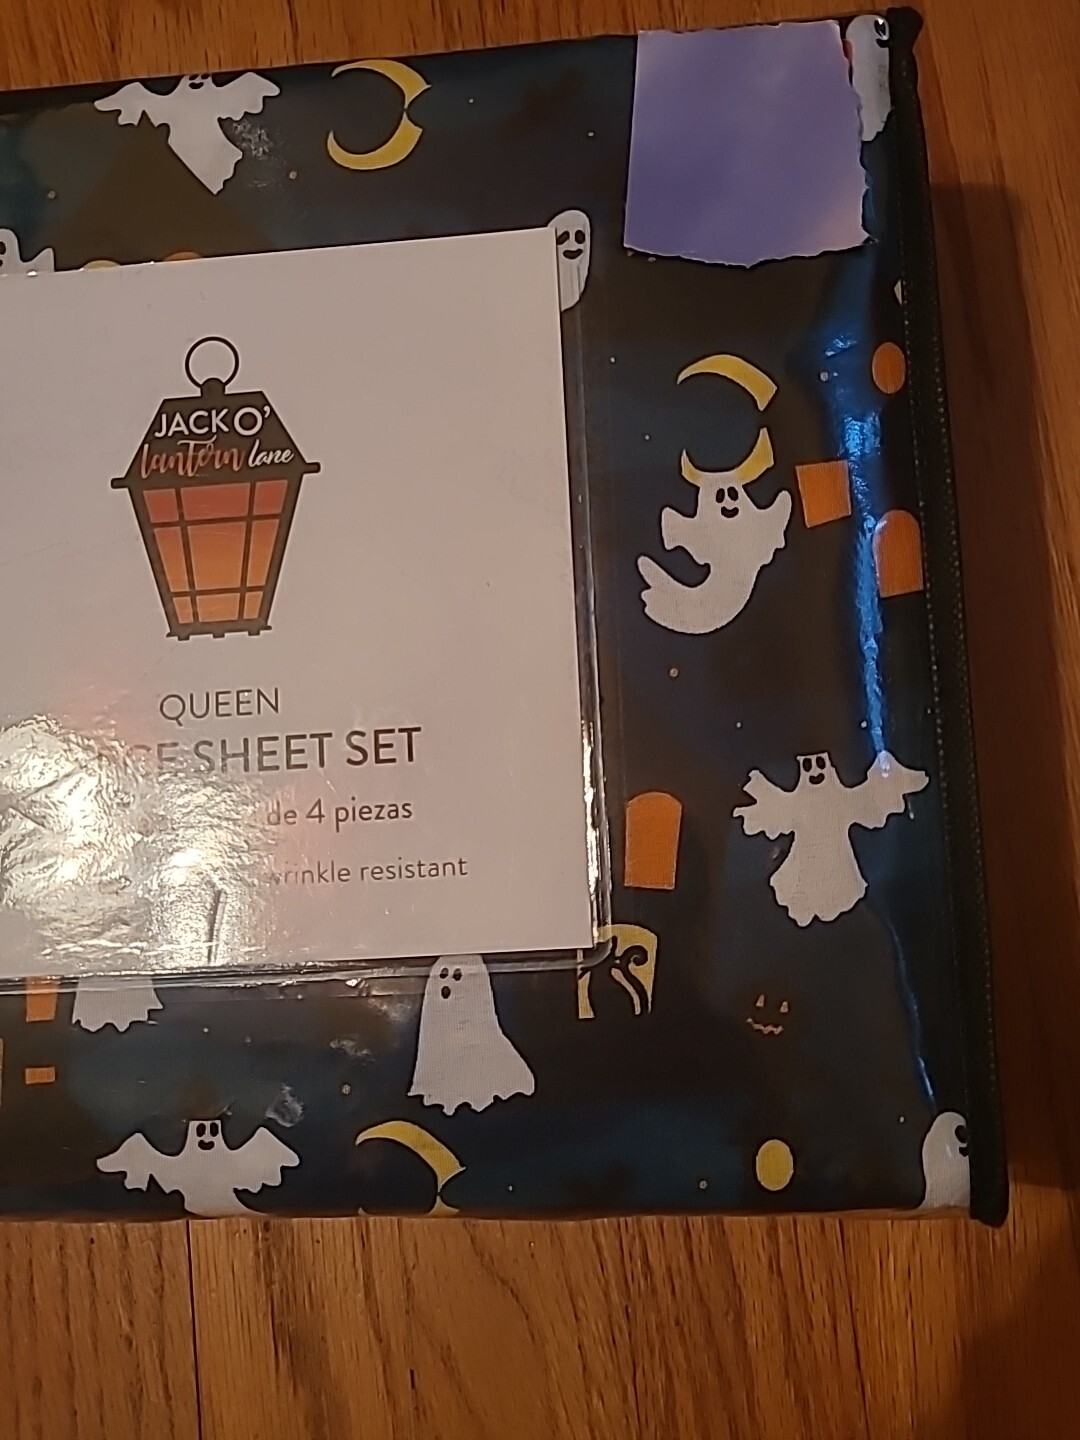 JACK O'
lantern lane
QUEEN
SHEET SET
de 4 piezas
wrinkle resistant